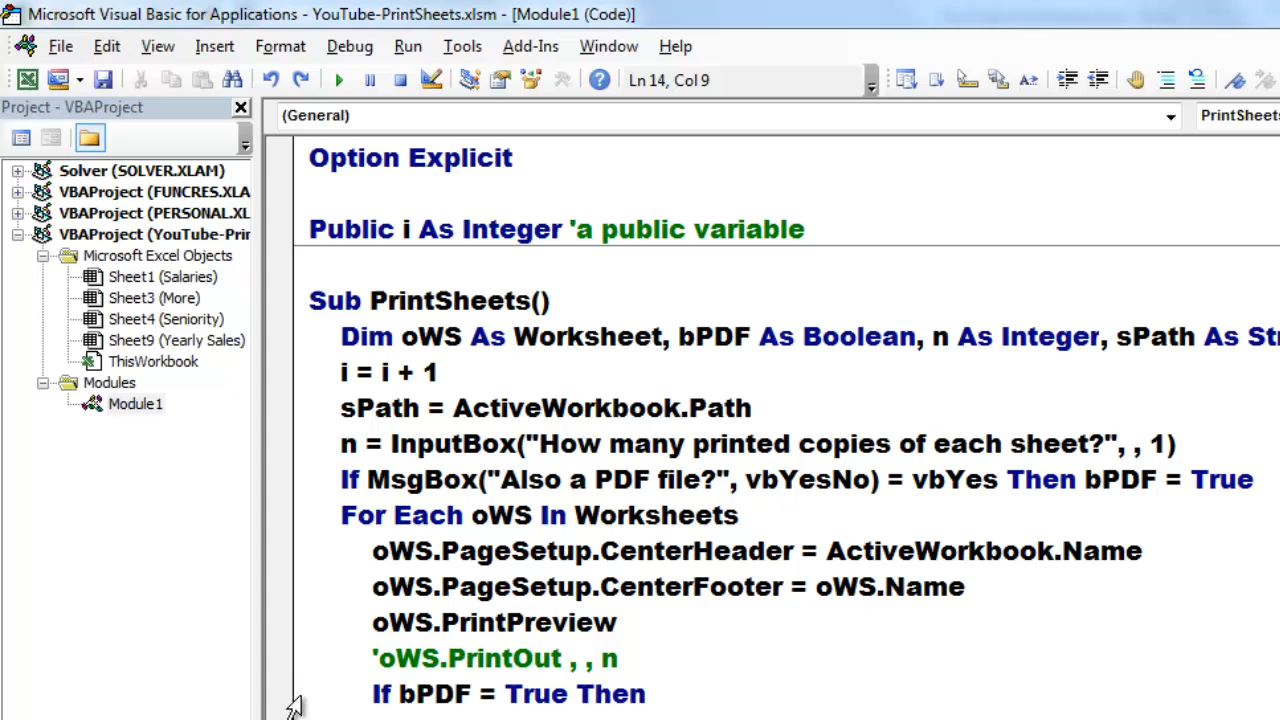 Microsoft Visual Basic for Applications - YouTube-PrintSheets.xlsm - [Module1 (Code)]
File Edit View Insert Format Debug Run Tools Add-Ins Window Help
Ln 14, Col 9
Project - VBAProject
(General)
PrintSheets
Solver (SOLVER.XLAM)
VBAProject (FUNCRES.XLA
VBAProject (PERSONAL.XL
VBAProject (YouTube-Prir
Microsoft Excel Objects
Sheet1 (Salaries)
Sheet3 (More)
Sheet4 (Seniority)
Sheet9 (Yearly Sales)
ThisWorkbook
Modules
Module1
Option Explicit
Public i As Integer 'a public variable
Sub PrintSheets()
Dim oWS As Worksheet, bPDF As Boolean, n As Integer, sPath As Str
i = i + 1
sPath = ActiveWorkbook.Path
n = InputBox("How many printed copies of each sheet?", , 1)
If MsgBox("Also a PDF file?", vbYesNo) = vbYes Then bPDF = True
For Each oWS In Worksheets
oWS.PageSetup.CenterHeader = ActiveWorkbook.Name
oWS.PageSetup.CenterFooter = oWS.Name
oWS.PrintPreview
'oWS.PrintOut , , n
If bPDF = True Then